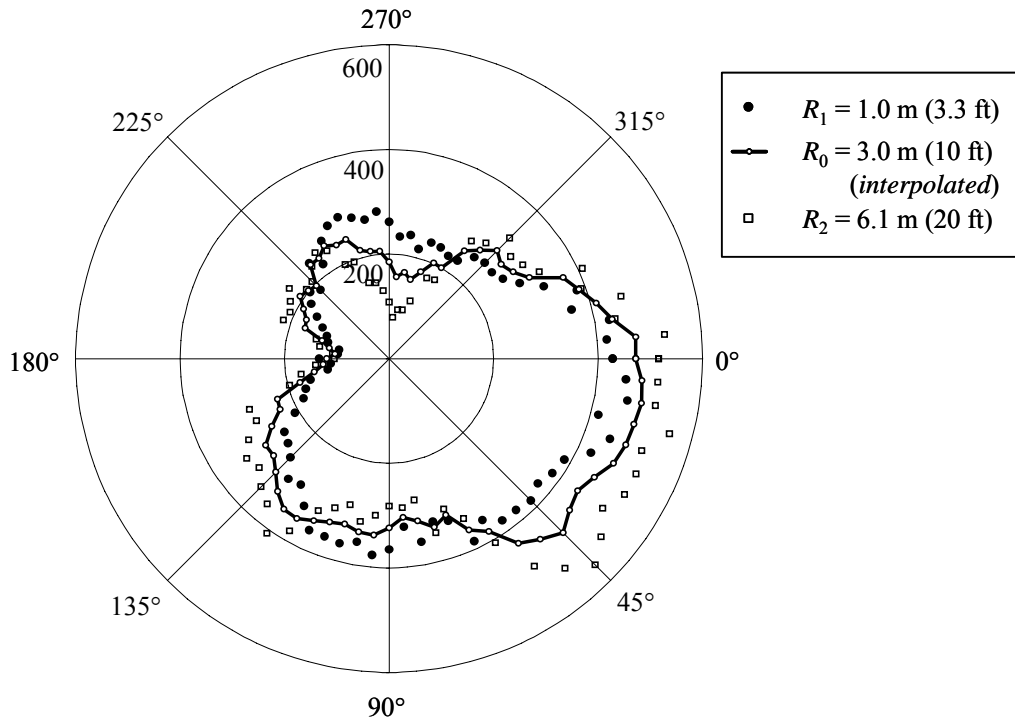 270°
600
225°
315°
400
200
180°
0°
135°
45°
90°
R₁ = 1.0 m (3.3 ft)
R₀ = 3.0 m (10 ft)
(interpolated)
R₂ = 6.1 m (20 ft)